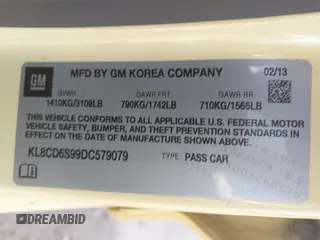 GM
MFD BY GM KOREA COMPANY 02/13
GVWR GAWR FRT. GAWR RR.
1410KG/3109LB 790KG/1742LB 710KG/1565LB
THIS VEHICLE CONFORMS TO ALL APPLICABLE U.S. FEDERAL MOTOR
VEHICLE SAFETY, BUMPER, AND THEFT PREVENTION STANDARDS IN
EFFECT ON THE DATE OF MANUFACTURE SHOWN ABOVE.
KL8CD6S99DC579079 TYPE: PASS CAR
AUTOHELPERBOT.COM